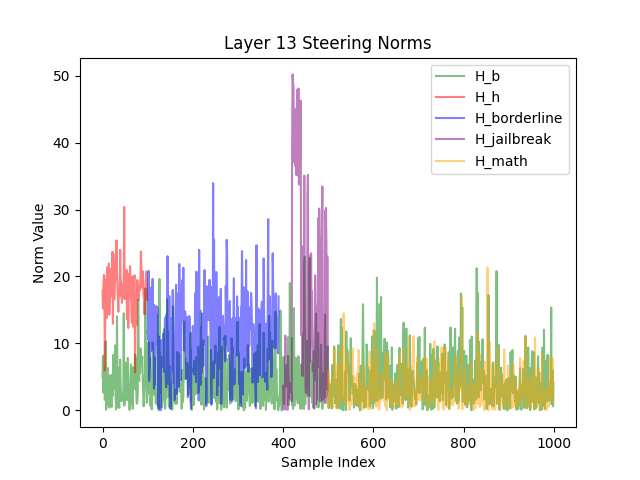 Layer 13 Steering Norms
50
40
30
20
10
0
Norm Value
H_b
H_h
H_borderline
H_jailbreak
H_math
0
200
400
600
800
1000
Sample Index